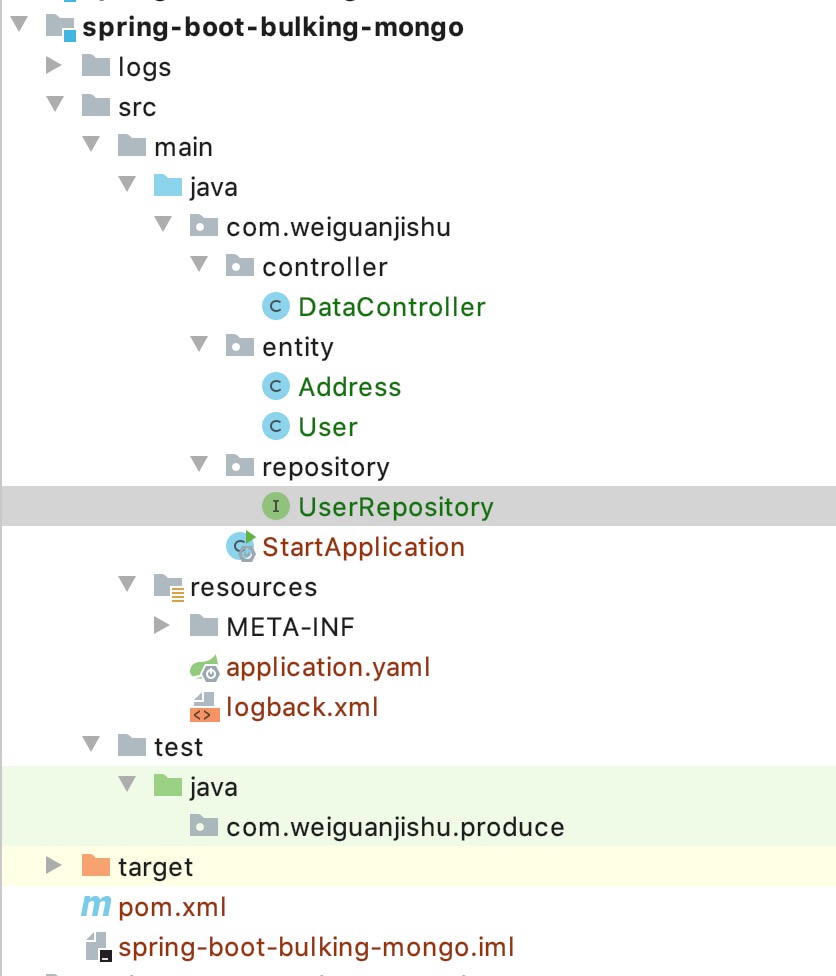 spring-boot-bulking-mongo
logs
src
main
java
com.weiguanjishu
controller
C DataController
entity
C Address
C User
repository
I UserRepository
C StartApplication
resources
META-INF
application.yaml
<> logback.xml
test
java
com.weiguanjishu.produce
target
m pom.xml
spring-boot-bulking-mongo.iml